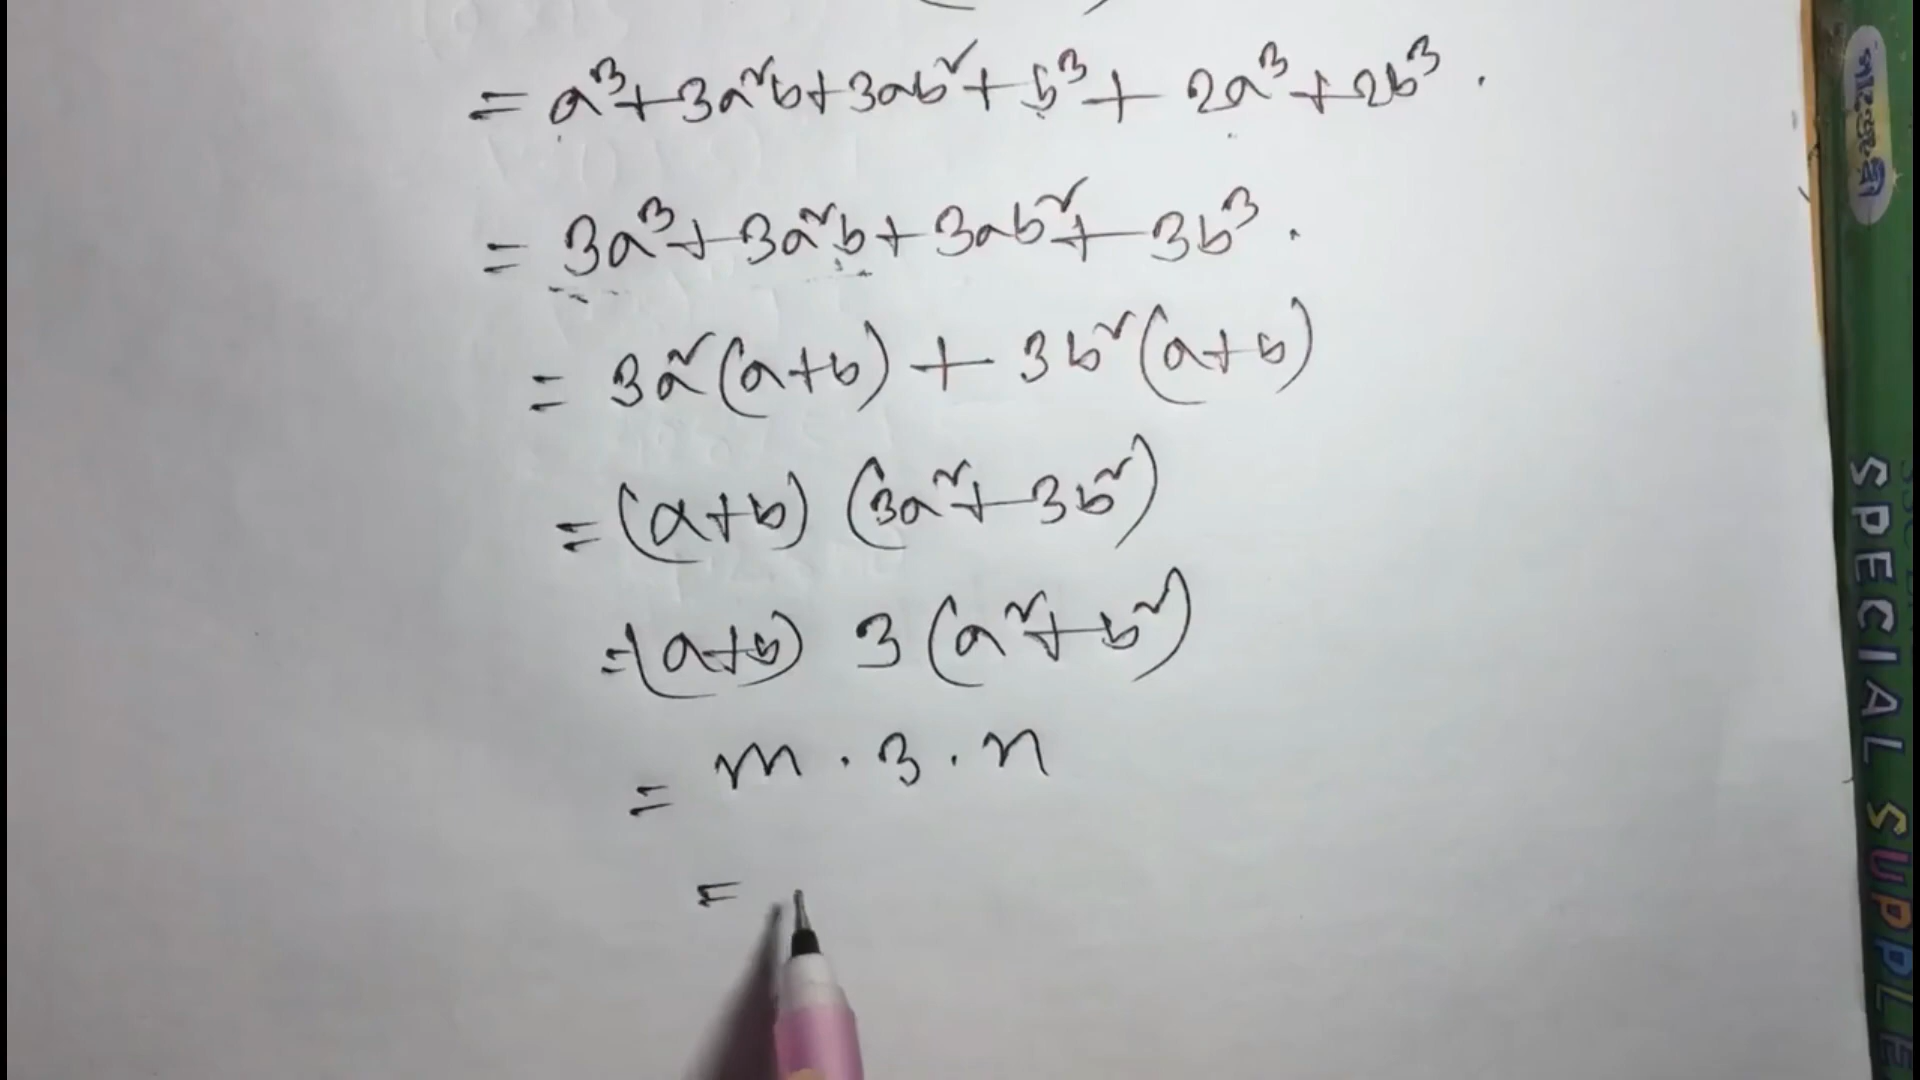 = a³+3a²b+3ab²+b³+ 2a³+2b³.
= 3a³+3a²b+3ab²+3b³.
= 3a²(a+b)+3b²(a+b)
=(a+b) (3a²+3b²)
=(a+b) 3(a²+b²)
= m.3.n
=
SPECIAL SUPPLE